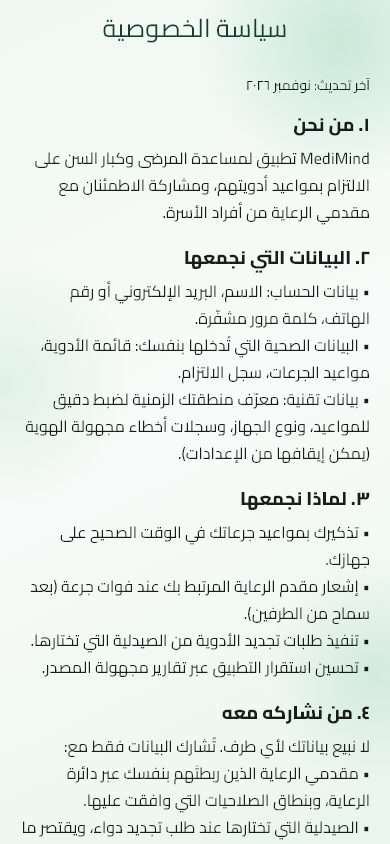 سياسة الخصوصية
آخر تحديث: نوفمبر ٢٠٢٦
١. من نحن
MediMind تطبيق لمساعدة المرضى وكبار السن على
الالتزام بمواعيد أدويتهم، ومشاركة الاطمئنان مع
مقدمي الرعاية من أفراد الأسرة.
٢. البيانات التي نجمعها
• بيانات الحساب: الاسم، البريد الإلكتروني أو رقم
الهاتف، كلمة مرور مشفّرة.
• البيانات الصحية التي تُدخلها بنفسك: قائمة الأدوية،
مواعيد الجرعات، سجل الالتزام.
• بيانات تقنية: معرّف منطقتك الزمنية لضبط دقيق
للمواعيد، ونوع الجهاز، وسجلات أخطاء مجهولة الهوية
(يمكن إيقافها من الإعدادات).
٣. لماذا نجمعها
• تذكيرك بمواعيد جرعاتك في الوقت الصحيح على
جهازك.
• إشعار مقدم الرعاية المرتبط بك عند فوات جرعة (بعد
سماح من الطرفين).
• تنفيذ طلبات تجديد الأدوية من الصيدلية التي تختارها.
• تحسين استقرار التطبيق عبر تقارير مجهولة المصدر.
٤. من نشاركه معه
لا نبيع بياناتك لأي طرف. تُشارك البيانات فقط مع:
• مقدمي الرعاية الذين ربطتَهم بنفسك عبر دائرة
الرعاية، وبنطاق الصلاحيات التي وافقت عليها.
• الصيدلية التي تختارها عند طلب تجديد دواء، ويقتصر ما